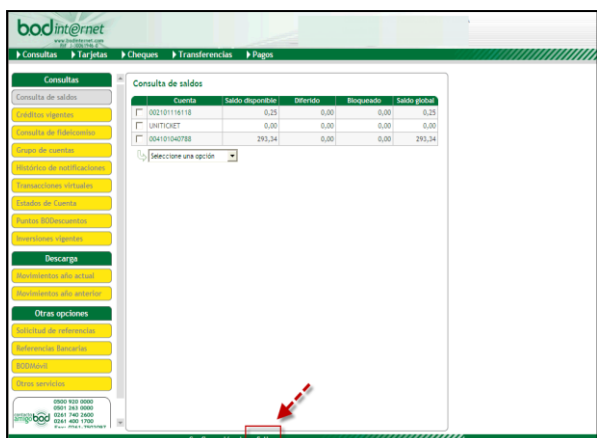 bodint@rnet
www.bodinternet.com
Consultas Tarjetas Cheques Transferencias Pagos
Consultas
Consulta de saldos
Créditos vigentes
Consulta de fideicomiso
Grupo de cuentas
Histórico de notificaciones
Transacciones virtuales
Estados de Cuenta
Puntos BODescuentos
Inversiones vigentes
Descarga
Movimientos año actual
Movimientos año anterior
Otras opciones
Solicitud de referencias
Referencias Bancarias
BODMóvil
Otros servicios
amigo bod
0500 920 0000
0501 263 0000
0261 740 2600
0261 400 1700
Consulta de saldos
Cuenta Saldo disponible Diferido Bloqueado Saldo global
002101116118 0,25 0,00 0,00 0,25
UNITICKET 0,00 0,00 0,00 0,00
004101040788 293,34 0,00 0,00 293,34
Seleccione una opción